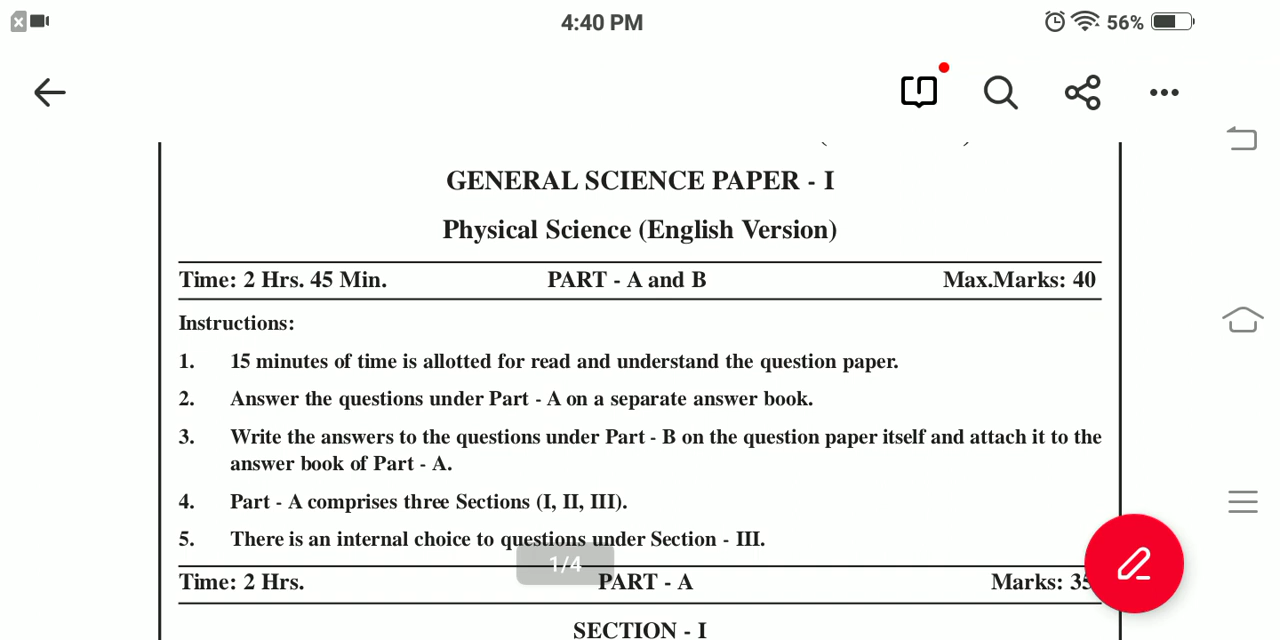 4:40 PM
56%
GENERAL SCIENCE PAPER - I
Physical Science (English Version)
Time: 2 Hrs. 45 Min. PART - A and B Max.Marks: 40
Instructions:
1. 15 minutes of time is allotted for read and understand the question paper.
2. Answer the questions under Part - A on a separate answer book.
3. Write the answers to the questions under Part - B on the question paper itself and attach it to the
answer book of Part - A.
4. Part - A comprises three Sections (I, II, III).
5. There is an internal choice to questions under Section - III.
1/4
Time: 2 Hrs. PART - A Marks: 35
SECTION - I